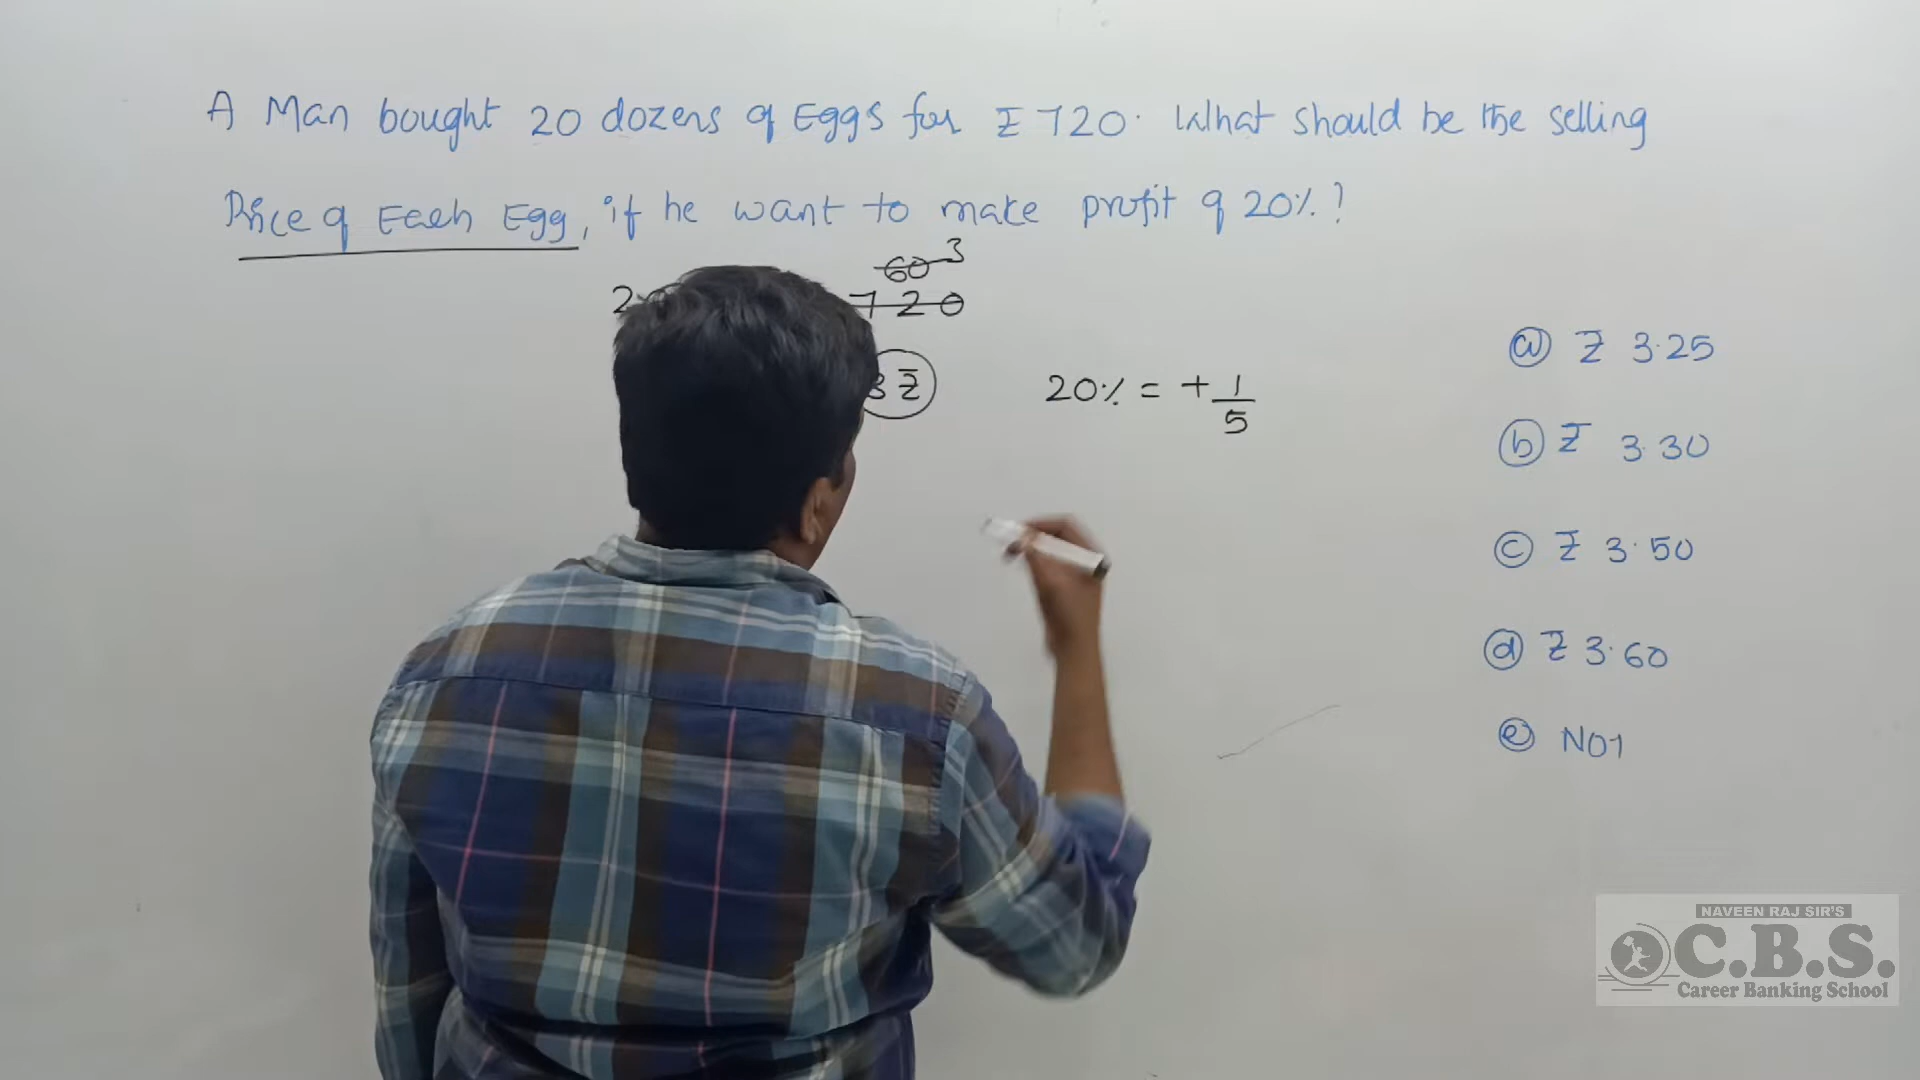 A Man bought 20 dozens of Eggs for ₹ 720. What should be the selling
Price of Each Egg, if he want to make profit of 20% ?
60 3
720
3 ₹
20% = + 1/5
ⓐ ₹ 3.25
ⓑ ₹ 3.30
ⓒ ₹ 3.50
ⓓ ₹ 3.60
ⓔ NOT
NAVEEN RAJ SIR'S
C.B.S.
Career Banking School